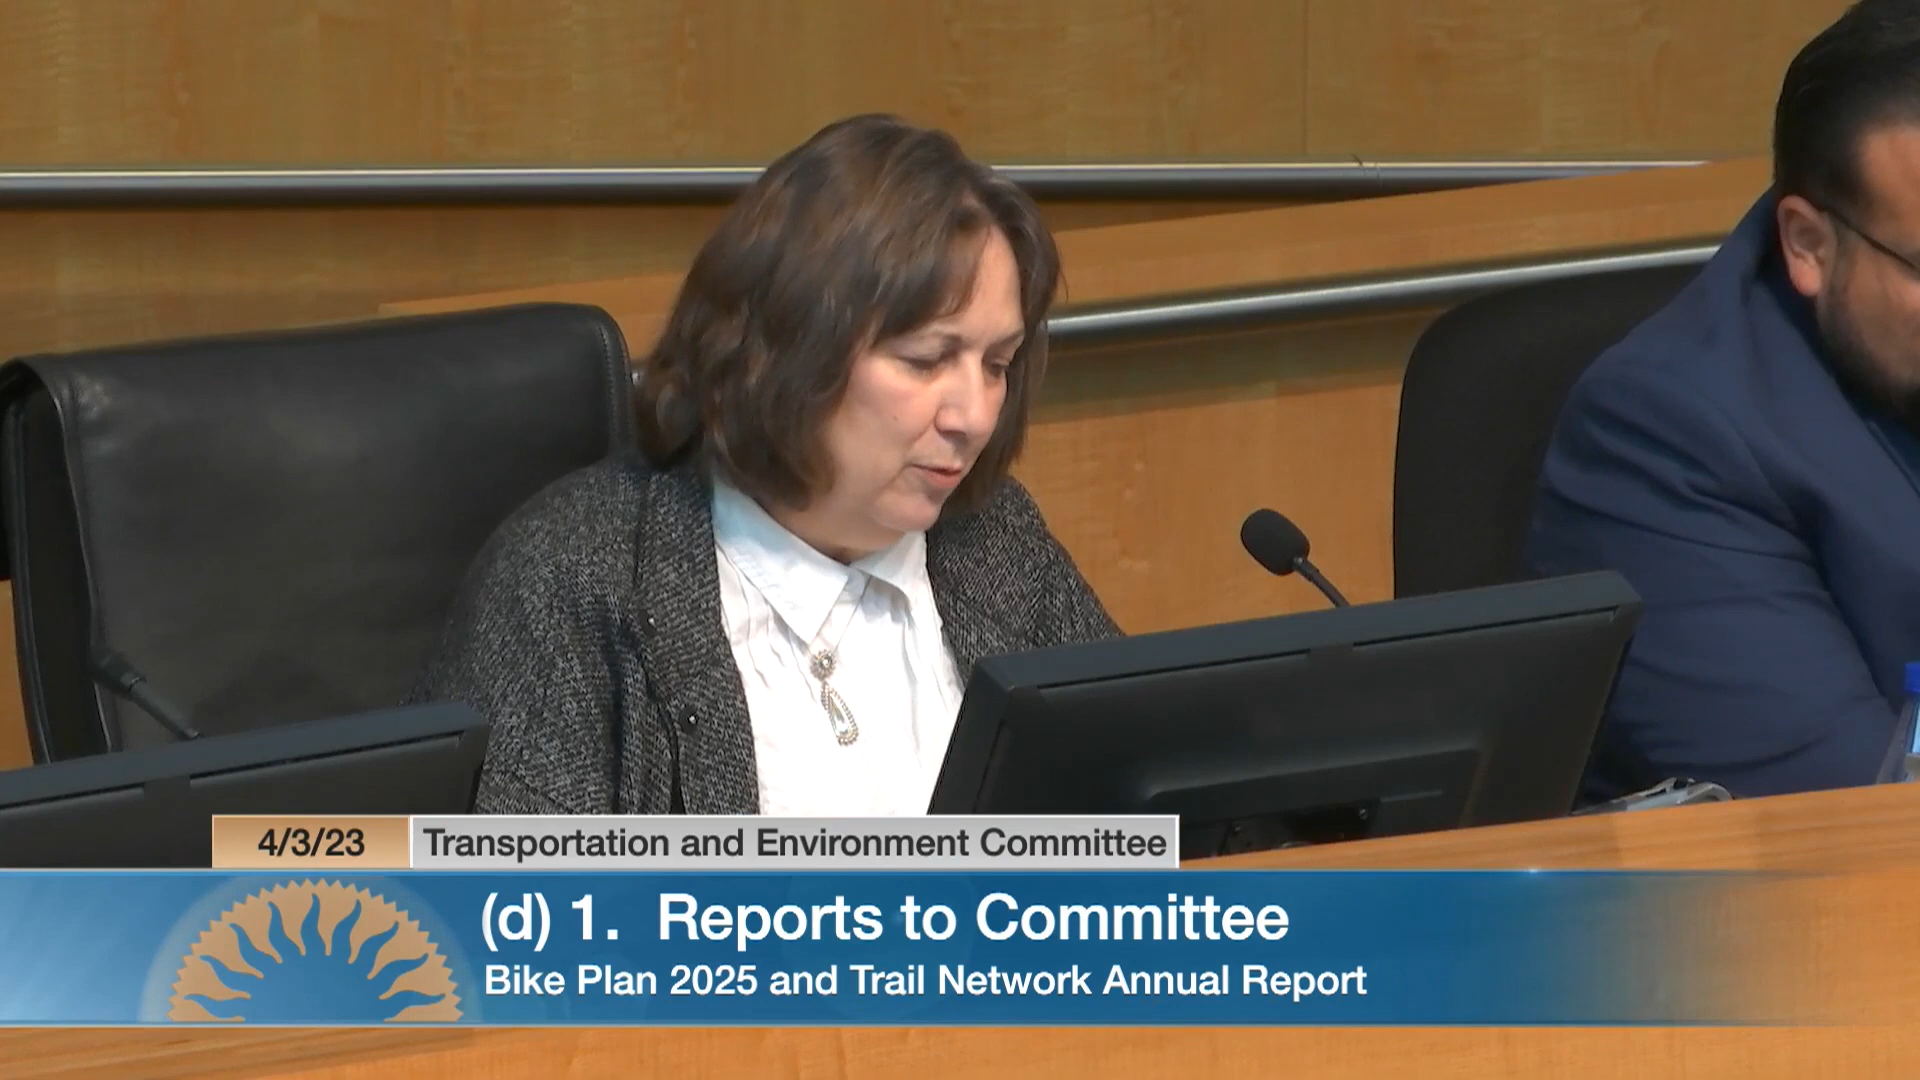 4/3/23 Transportation and Environment Committee
(d) 1. Reports to Committee
Bike Plan 2025 and Trail Network Annual Report